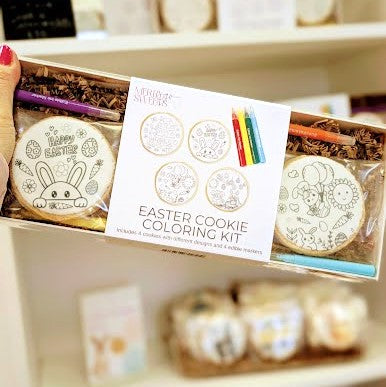 HAPPY
EASTER
EASTER COOKIE
COLORING KIT
Includes 4 cookies with different designs and 4 edible markers